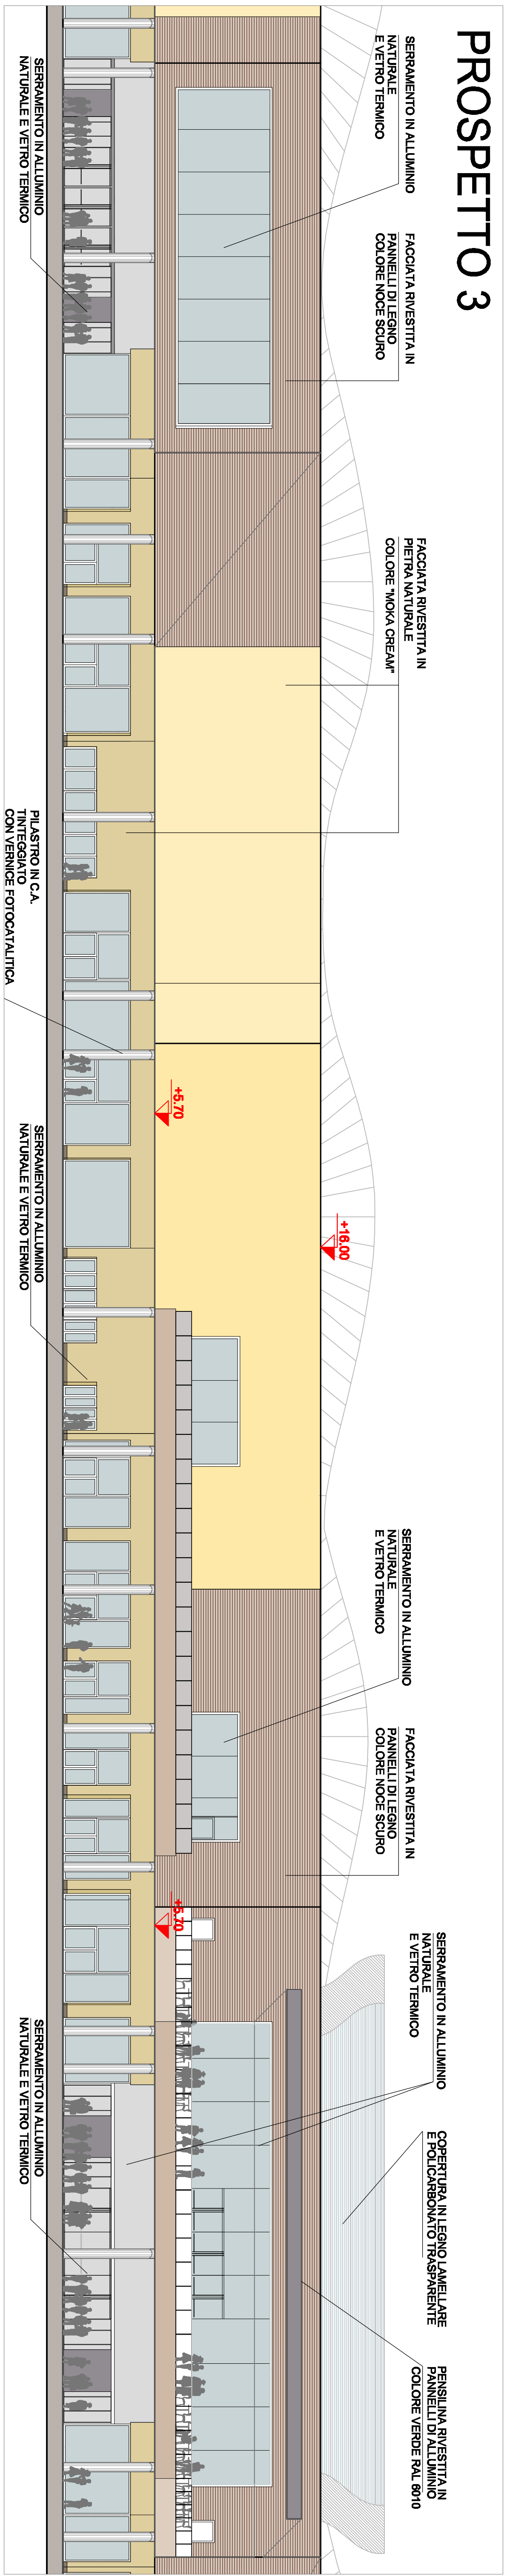 PROSPETTO 3
SERRAMENTO IN ALLUMINIO
NATURALE
E VETRO TERMICO
FACCIATA RIVESTITA IN
PANNELLI DI LEGNO
COLORE NOCE SCURO
FACCIATA RIVESTITA IN
PIETRA NATURALE
COLORE "MOKA CREAM"
+16.00
+5.70
SERRAMENTO IN ALLUMINIO
NATURALE
E VETRO TERMICO
FACCIATA RIVESTITA IN
PANNELLI DI LEGNO
COLORE NOCE SCURO
+5.70
SERRAMENTO IN ALLUMINIO
NATURALE
E VETRO TERMICO
COPERTURA IN LEGNO LAMELLARE
E POLICARBONATO TRASPARENTE
PENSILINA RIVESTITA IN
PANNELLI DI ALLUMINIO
COLORE VERDE RAL 6010
SERRAMENTO IN ALLUMINIO
NATURALE E VETRO TERMICO
PILASTRO IN C.A.
TINTEGGIATO
CON VERNICE FOTOCATALITICA
SERRAMENTO IN ALLUMINIO
NATURALE E VETRO TERMICO
SERRAMENTO IN ALLUMINIO
NATURALE E VETRO TERMICO